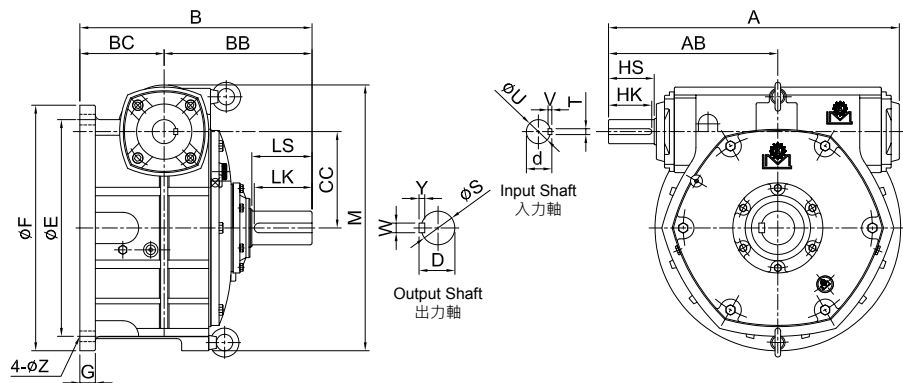 B
BC
BB
LS
LK
CC
M
øF
øE
4-øZ
G
øU
V
T
d
Input Shaft
入力軸
Y
øS
W
D
Output Shaft
出力軸
A
AB
HS
HK